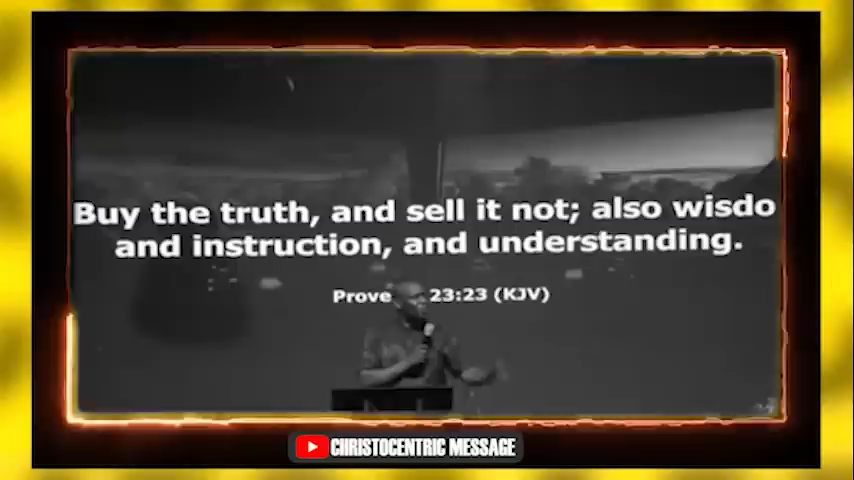 Buy the truth, and sell it not; also wisdo
and instruction, and understanding.
Prove 23:23 (KJV)
CHRISTOCENTRIC MESSAGE